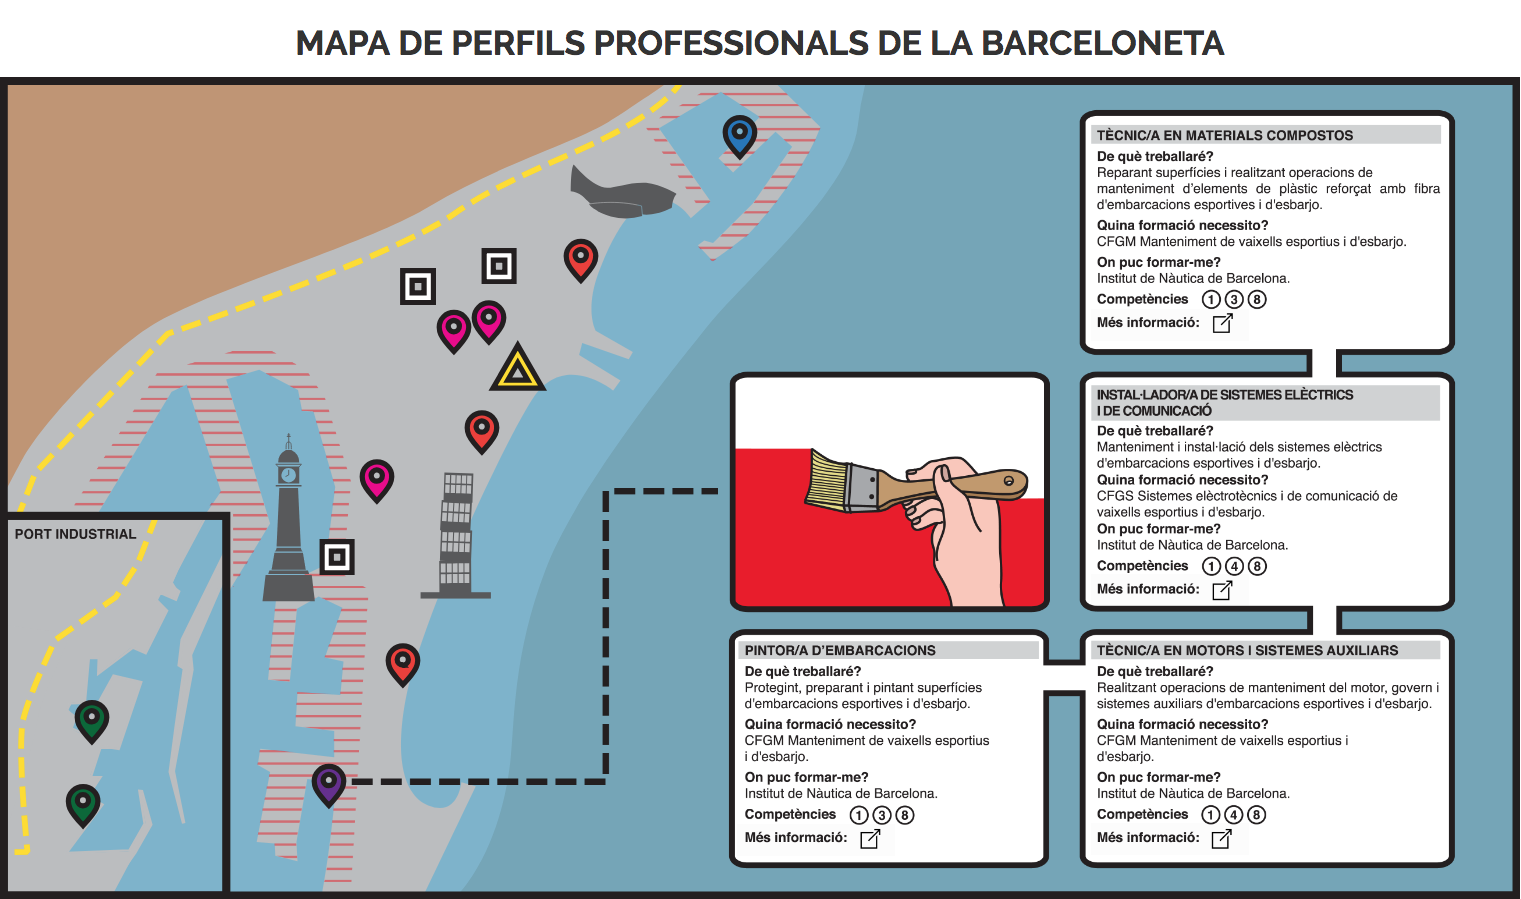 MAPA DE PERFILS PROFESSIONALS DE LA BARCELONETA
PORT INDUSTRIAL
TÈCNIC/A EN MATERIALS COMPOSTOS
De què treballaré?
Reparant superfícies i realitzant operacions de
manteniment d'elements de plàstic reforçat amb fibra
d'embarcacions esportives i d'esbarjo.
Quina formació necessito?
CFGM Manteniment de vaixells esportius i d'esbarjo.
On puc formar-me?
Institut de Nàutica de Barcelona.
Competències 1 3 8
Més informació:
INSTAL·LADOR/A DE SISTEMES ELÈCTRICS
I DE COMUNICACIÓ
De què treballaré?
Manteniment i instal·lació dels sistemes elèctrics
d'embarcacions esportives i d'esbarjo.
Quina formació necessito?
CFGS Sistemes elèctrotècnics i de comunicació de
vaixells esportius i d'esbarjo.
On puc formar-me?
Institut de Nàutica de Barcelona.
Competències 1 4 8
Més informació:
PINTOR/A D'EMBARCACIONS
De què treballaré?
Protegint, preparant i pintant superfícies
d'embarcacions esportives i d'esbarjo.
Quina formació necessito?
CFGM Manteniment de vaixells esportius
i d'esbarjo.
On puc formar-me?
Institut de Nàutica de Barcelona.
Competències 1 3 8
Més informació:
TÈCNIC/A EN MOTORS I SISTEMES AUXILIARS
De què treballaré?
Realitzant operacions de manteniment del motor, govern i
sistemes auxiliars d'embarcacions esportives i d'esbarjo.
Quina formació necessito?
CFGM Manteniment de vaixells esportius i
d'esbarjo.
On puc formar-me?
Institut de Nàutica de Barcelona.
Competències 1 4 8
Més informació: